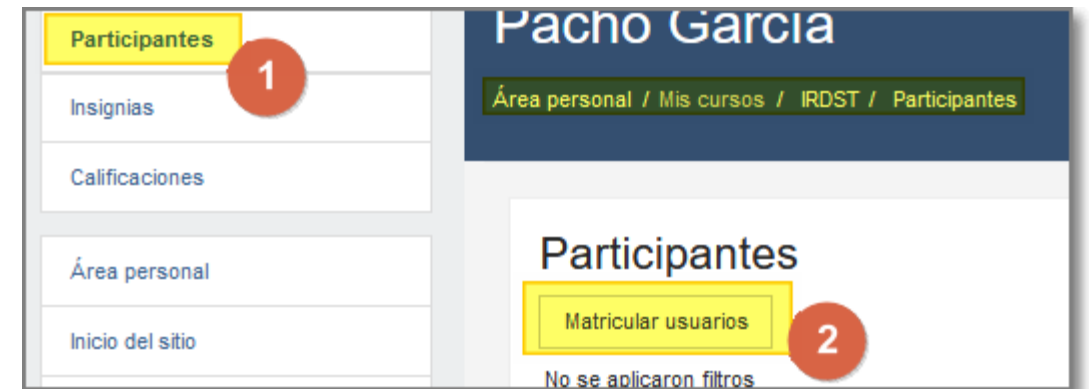 Participantes
1
Insignias
Calificaciones
Área personal
Inicio del sitio
Pacho García
Área personal / Mis cursos / IRDST / Participantes
Participantes
Matricular usuarios
2
No se aplicaron filtros